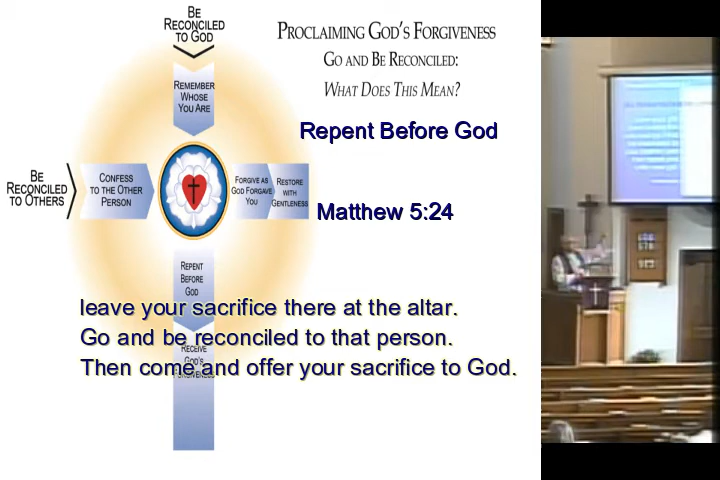 BE
RECONCILED
TO GOD
PROCLAIMING GOD'S FORGIVENESS
GO AND BE RECONCILED:
WHAT DOES THIS MEAN?
REMEMBER
WHOSE
YOU ARE
Repent Before God
BE
RECONCILED
TO OTHERS
CONFESS
TO THE OTHER
PERSON
FORGIVE AS
GOD FORGAVE
YOU
RESTORE
WITH
GENTLENESS
Matthew 5:24
REPENT
BEFORE
GOD
leave your sacrifice there at the altar.
Go and be reconciled to that person.
RECEIVE
GOD'S
FORGIVENESS
Then come and offer your sacrifice to God.